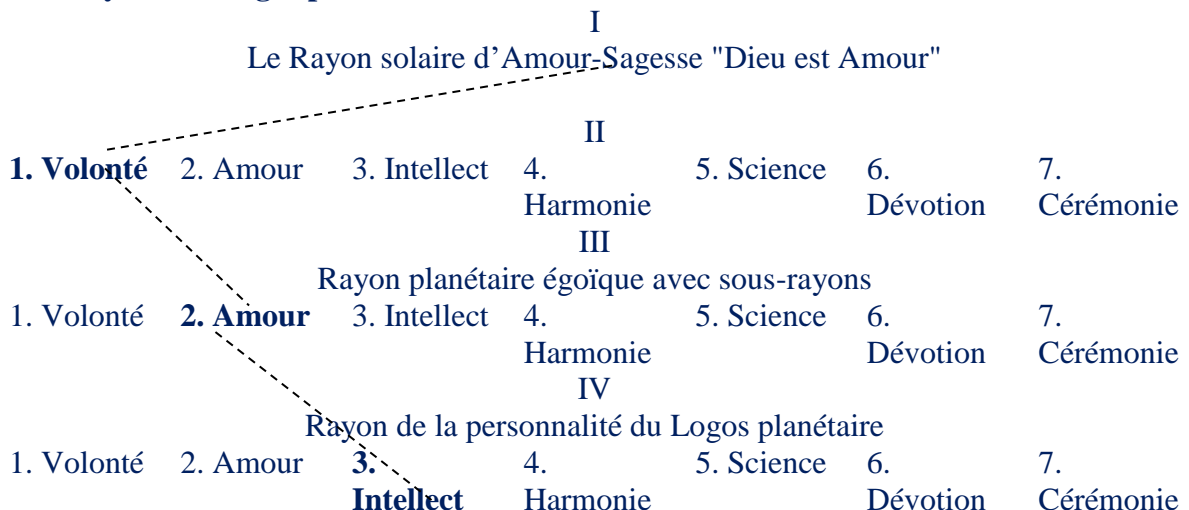 I
Le Rayon solaire d’Amour-Sagesse "Dieu est Amour"
II
1. Volonté 2. Amour 3. Intellect 4. Harmonie 5. Science 6. Dévotion 7. Cérémonie
III
Rayon planétaire égoïque avec sous-rayons
1. Volonté 2. Amour 3. Intellect 4. Harmonie 5. Science 6. Dévotion 7. Cérémonie
IV
Rayon de la personnalité du Logos planétaire
1. Volonté 2. Amour 3. Intellect 4. Harmonie 5. Science 6. Dévotion 7. Cérémonie